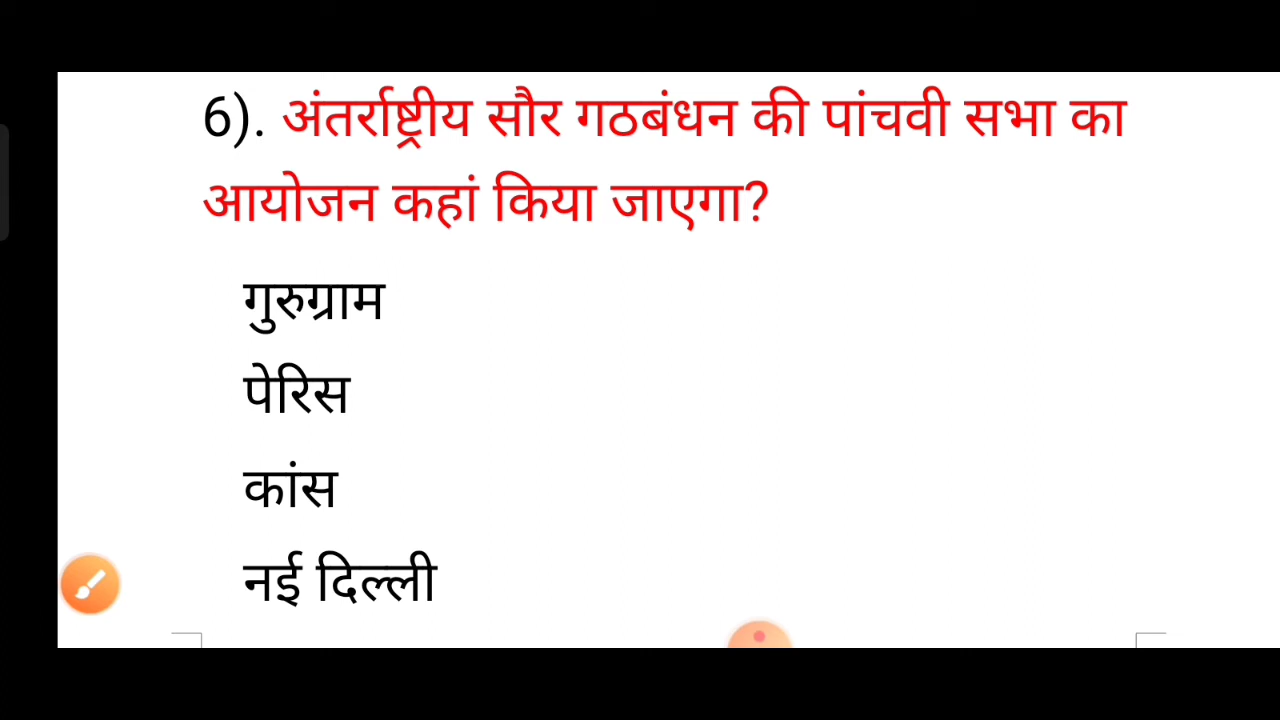 6). अंतर्राष्ट्रीय सौर गठबंधन की पांचवी सभा का
आयोजन कहां किया जाएगा?
गुरुग्राम
पेरिस
कांस
नई दिल्ली